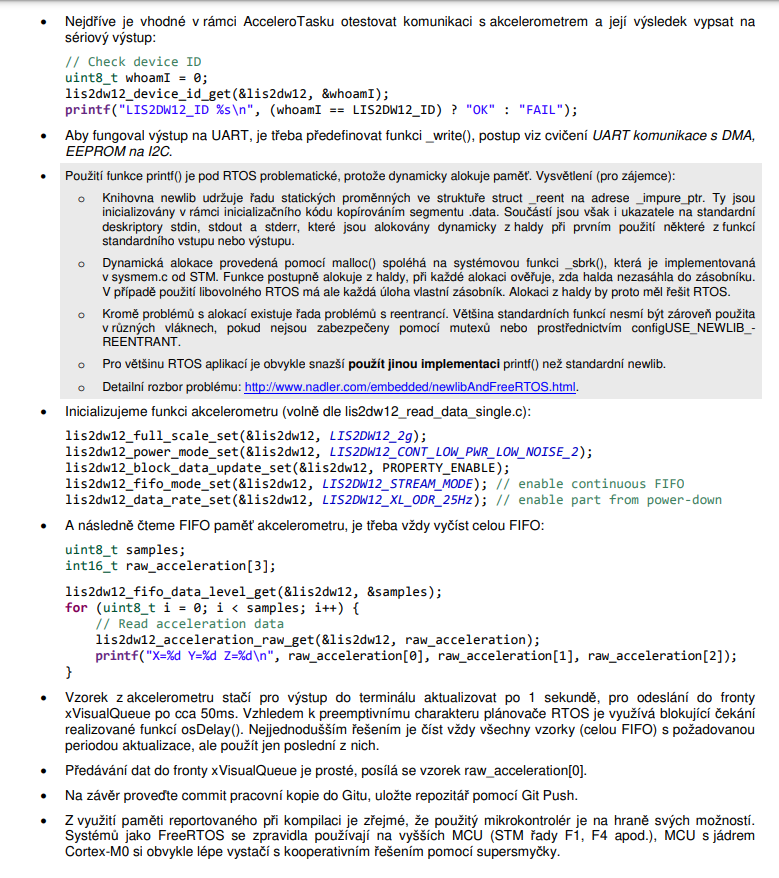 • Nejdříve je vhodné v rámci AcceleroTasku otestovat komunikaci s akcelerometrem a její výsledek vypsat na
sériový výstup:
// Check device ID
uint8_t whoamI = 0;
lis2dw12_device_id_get(&lis2dw12, &whoamI);
printf("LIS2DW12_ID %s\n", (whoamI == LIS2DW12_ID) ? "OK" : "FAIL");
• Aby fungoval výstup na UART, je třeba předefinovat funkci _write(), postup viz cvičení UART komunikace s DMA,
EEPROM na I2C.
• Použití funkce printf() je pod RTOS problematické, protože dynamicky alokuje paměť. Vysvětlení (pro zájemce):
o Knihovna newlib udržuje řadu statických proměnných ve struktuře struct _reent na adrese _impure_ptr. Ty jsou
inicializovány v rámci inicializačního kódu kopírováním segmentu .data. Součástí jsou však i ukazatele na standardní
deskriptory stdin, stdout a stderr, které jsou alokovány dynamicky z haldy při prvním použití některé z funkcí
standardního vstupu nebo výstupu.
o Dynamická alokace provedená pomocí malloc() spoléhá na systémovou funkci _sbrk(), která je implementovaná
v sysmem.c od STM. Funkce postupně alokuje z haldy, při každé alokaci ověřuje, zda halda nezasáhla do zásobníku.
V případě použití libovolného RTOS má ale každá úloha vlastní zásobník. Alokaci z haldy by proto měl řešit RTOS.
o Kromě problémů s alokací existuje řada problémů s reentrancí. Většina standardních funkcí nesmí být zároveň použita
v různých vláknech, pokud nejsou zabezpečeny pomocí mutexů nebo prostřednictvím configUSE_NEWLIB_-
REENTRANT.
o Pro většinu RTOS aplikací je obvykle snazší použít jinou implementaci printf() než standardní newlib.
o Detailní rozbor problému: http://www.nadler.com/embedded/newlibAndFreeRTOS.html.
• Inicializujeme funkci akcelerometru (volně dle lis2dw12_read_data_single.c):
lis2dw12_full_scale_set(&lis2dw12, LIS2DW12_2g);
lis2dw12_power_mode_set(&lis2dw12, LIS2DW12_CONT_LOW_PWR_LOW_NOISE_2);
lis2dw12_block_data_update_set(&lis2dw12, PROPERTY_ENABLE);
lis2dw12_fifo_mode_set(&lis2dw12, LIS2DW12_STREAM_MODE); // enable continuous FIFO
lis2dw12_data_rate_set(&lis2dw12, LIS2DW12_XL_ODR_25Hz); // enable part from power-down
• A následně čteme FIFO paměť akcelerometru, je třeba vždy vyčíst celou FIFO:
uint8_t samples;
int16_t raw_acceleration[3];
lis2dw12_fifo_data_level_get(&lis2dw12, &samples);
for (uint8_t i = 0; i < samples; i++) {
// Read acceleration data
lis2dw12_acceleration_raw_get(&lis2dw12, raw_acceleration);
printf("X=%d Y=%d Z=%d\n", raw_acceleration[0], raw_acceleration[1], raw_acceleration[2]);
}
• Vzorek z akcelerometru stačí pro výstup do terminálu aktualizovat po 1 sekundě, pro odeslání do fronty
xVisualQueue po cca 50ms. Vzhledem k preemptivnímu charakteru plánovače RTOS je využívá blokující čekání
realizované funkcí osDelay(). Nejjednodušším řešením je číst vždy všechny vzorky (celou FIFO) s požadovanou
periodou aktualizace, ale použít jen poslední z nich.
• Předávání dat do fronty xVisualQueue je prosté, posílá se vzorek raw_acceleration[0].
• Na závěr proveďte commit pracovní kopie do Gitu, uložte repozitář pomocí Git Push.
• Z využití paměti reportovaného při kompilaci je zřejmé, že použitý mikrokontrolér je na hraně svých možností.
Systémů jako FreeRTOS se zpravidla používají na vyšších MCU (STM řady F1, F4 apod.), MCU s jádrem
Cortex-M0 si obvykle lépe vystačí s kooperativním řešením pomocí supersmyčky.